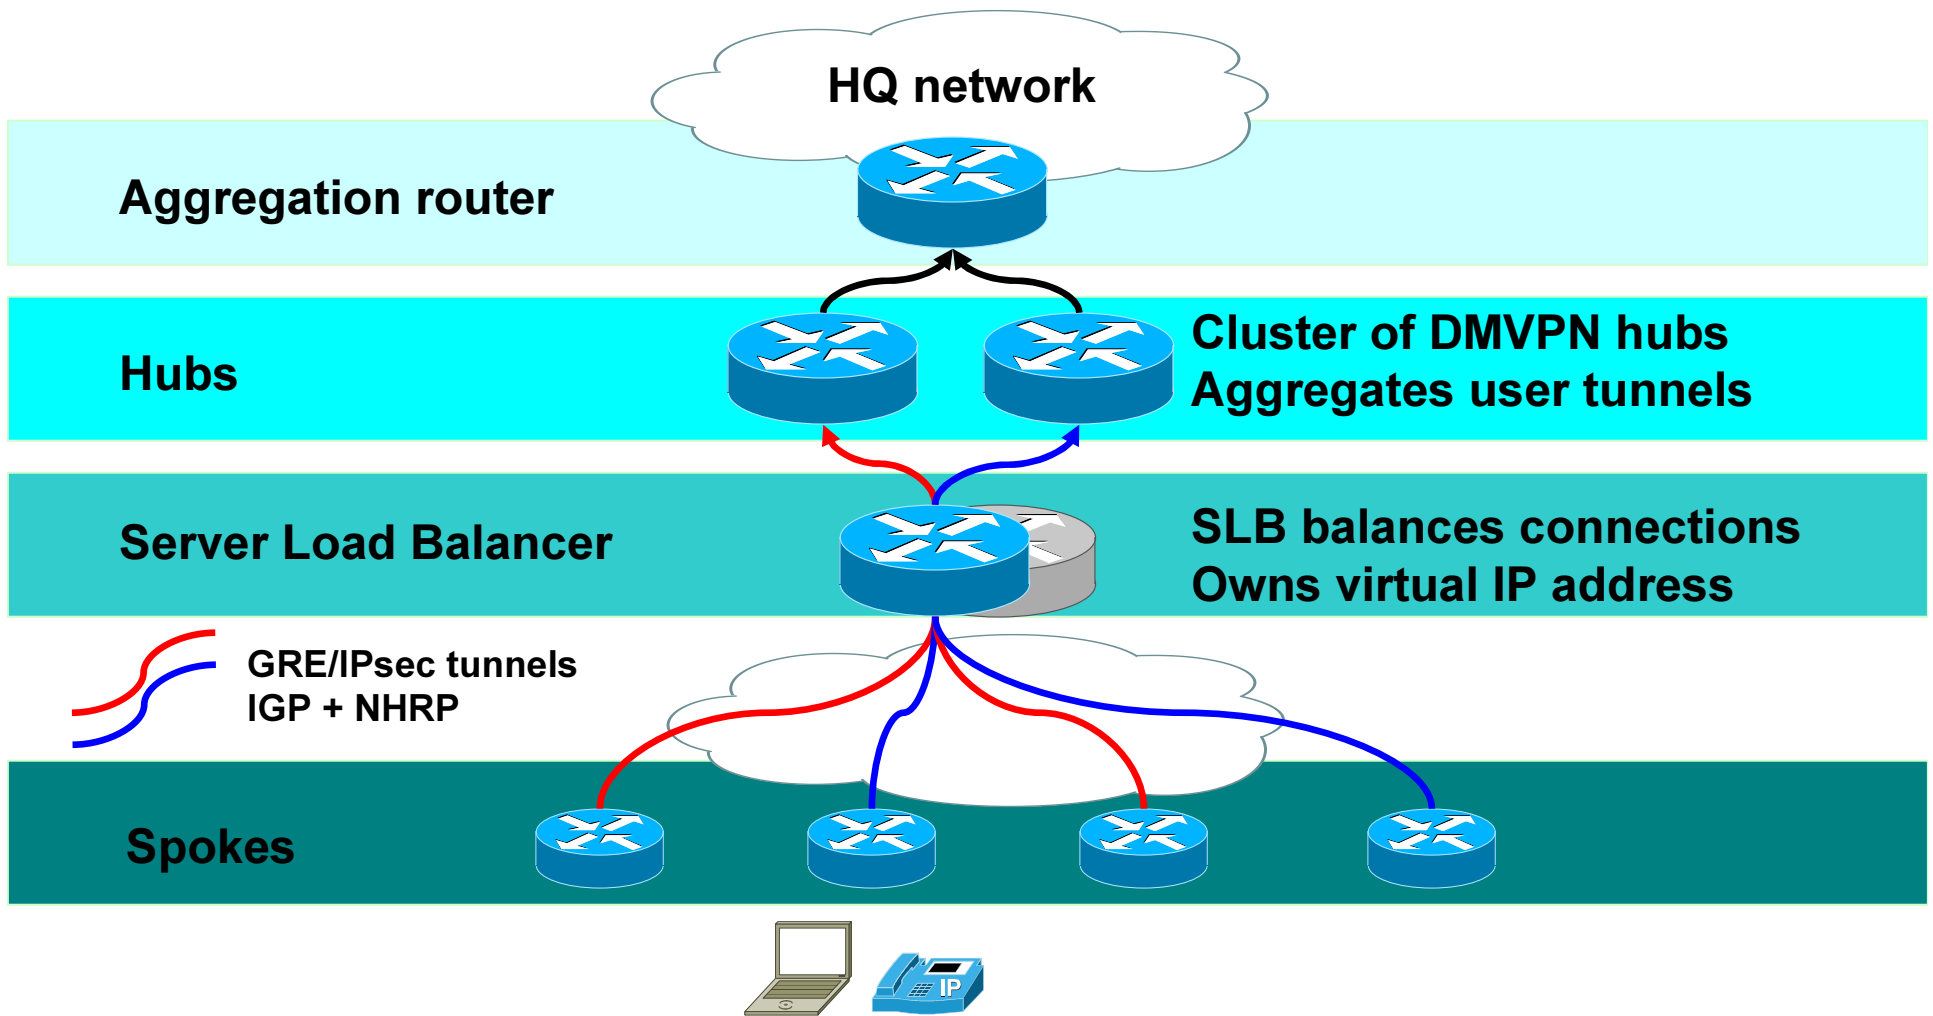 HQ network
Aggregation router
Hubs
Cluster of DMVPN hubs
Aggregates user tunnels
Server Load Balancer
SLB balances connections
Owns virtual IP address
GRE/IPsec tunnels
IGP + NHRP
Spokes
IP